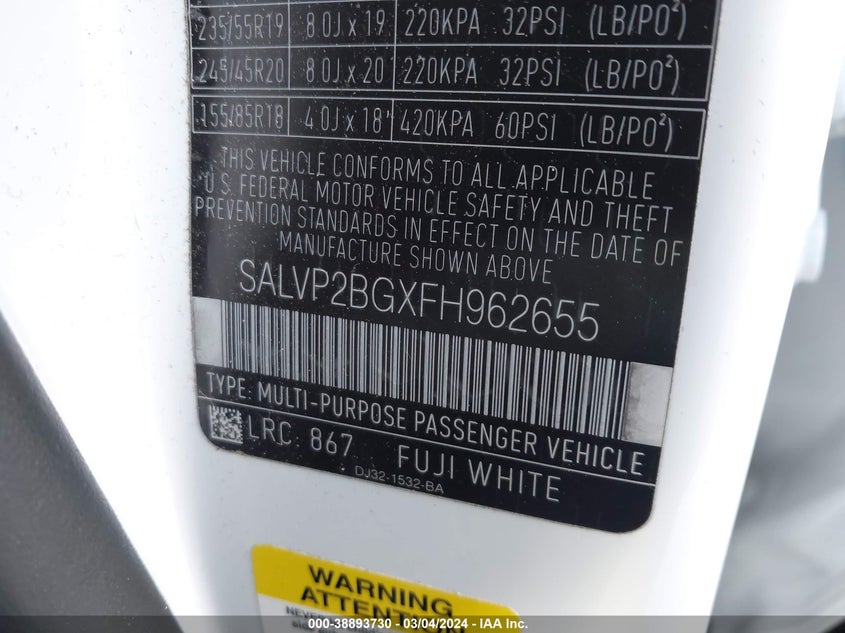 235/55R19 8.0J x 19 220KPA 32PSI (LB/PO²)
245/45R20 8.0J x 20 220KPA 32PSI (LB/PO²)
155/85R18 4.0J x 18" 420KPA 60PSI (LB/PO²)
THIS VEHICLE CONFORMS TO ALL APPLICABLE
U.S. FEDERAL MOTOR VEHICLE SAFETY AND THEFT
PREVENTION STANDARDS IN EFFECT ON THE DATE OF
MANUFACTURE SHOWN ABOVE
SALVP2BGXFH962655
TYPE: MULTI-PURPOSE PASSENGER VEHICLE
LRC: 867 FUJI WHITE
DJ32-1532-BA
WARNING
ATTENTION
NEVER
side
000-38893730 - 03/04/2024 - IAA Inc.